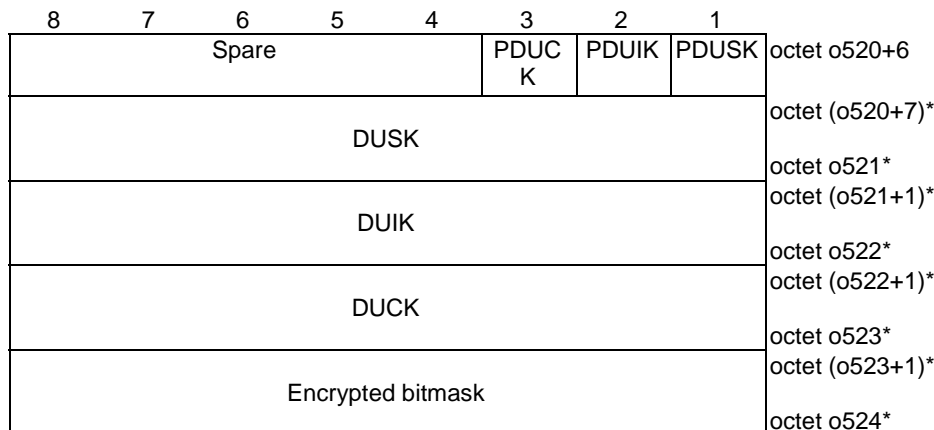 8 7 6 5 4 3 2 1
Spare PDUC PDUIK PDUSK octet o520+6
K
octet (o520+7)*
DUSK
octet o521*
octet (o521+1)*
DUIK
octet o522*
octet (o522+1)*
DUCK
octet o523*
octet (o523+1)*
Encrypted bitmask
octet o524*